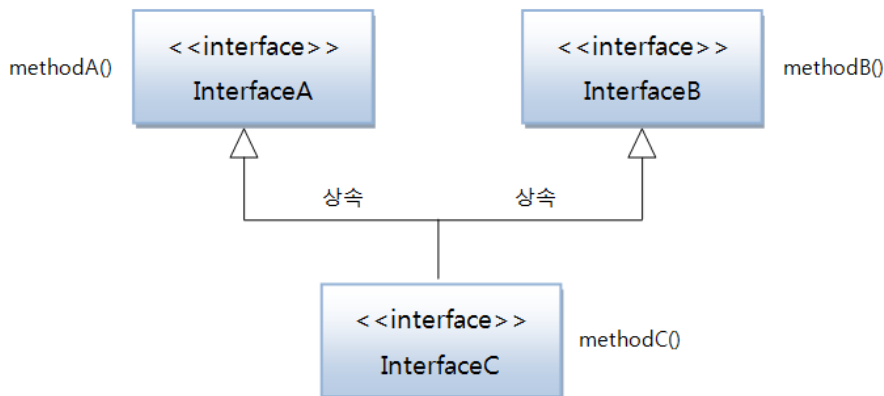 <<interface>>
InterfaceA
methodA()
<<interface>>
InterfaceB
methodB()
상속
상속
<<interface>>
InterfaceC
methodC()